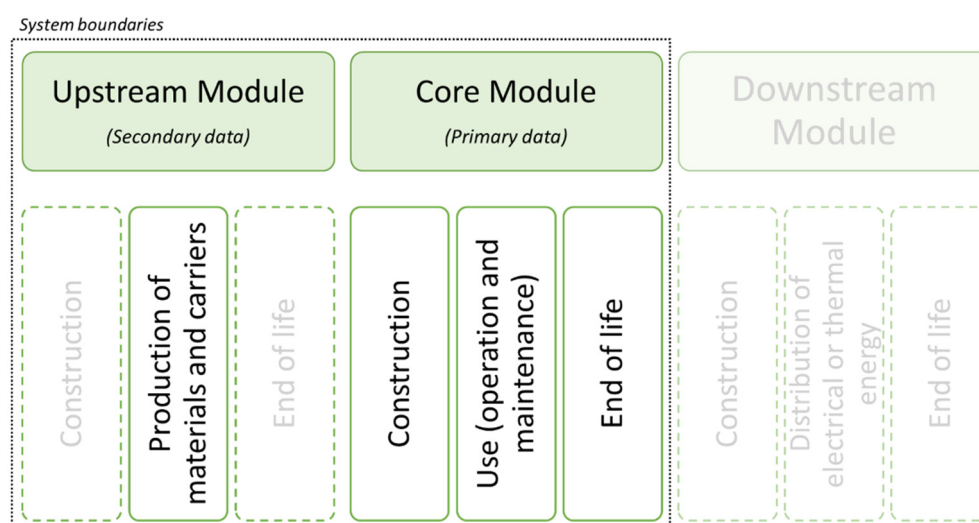 System boundaries
Upstream Module
(Secondary data)
Core Module
(Primary data)
Downstream
Module
Construction
Production of
materials and carriers
End of life
Construction
Use (operation and
maintenance)
End of life
Construction
Distribution of
electrical or thermal
energy
End of life